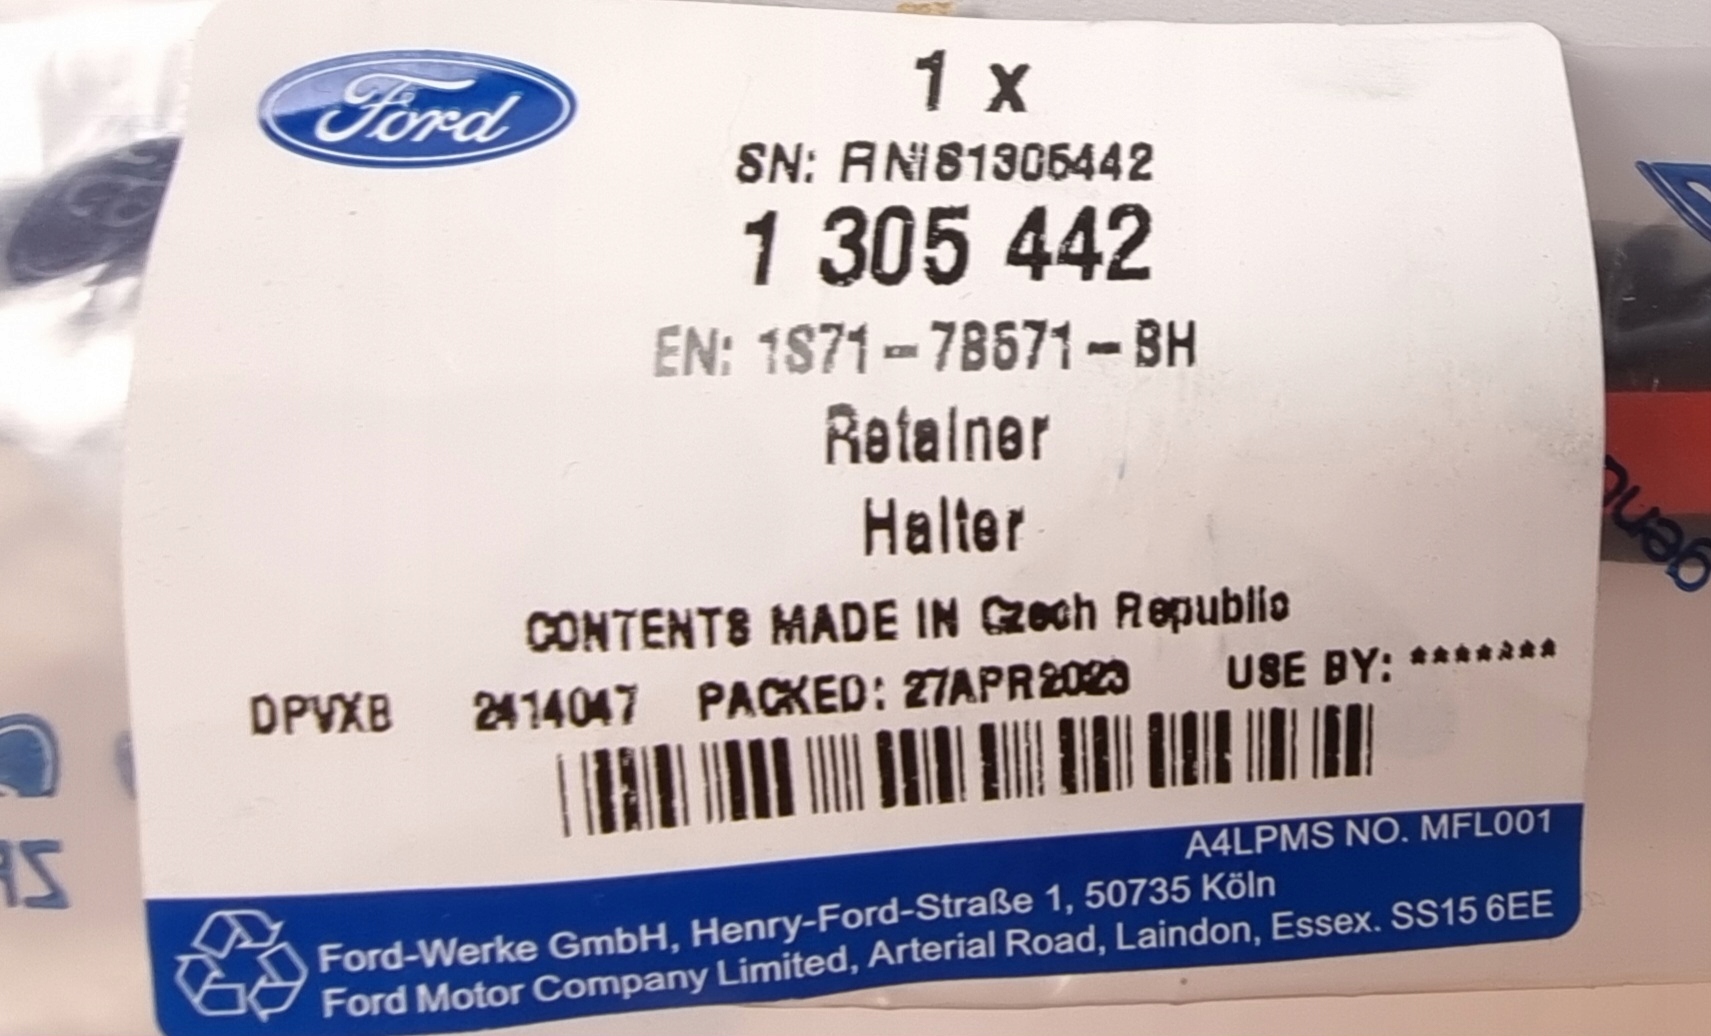 Ford
1 x
SN: RNIS1305442
1 305 442
EN: 1S71-7B571-BH
Retainer
Halter
CONTENTS MADE IN Czech Republic
DPVXB 2414047 PACKED: 27APR2023 USE BY: *******
A4LPMS NO. MFL001
Ford-Werke GmbH, Henry-Ford-Straße 1, 50735 Köln
Ford Motor Company Limited, Arterial Road, Laindon, Essex. SS15 6EE